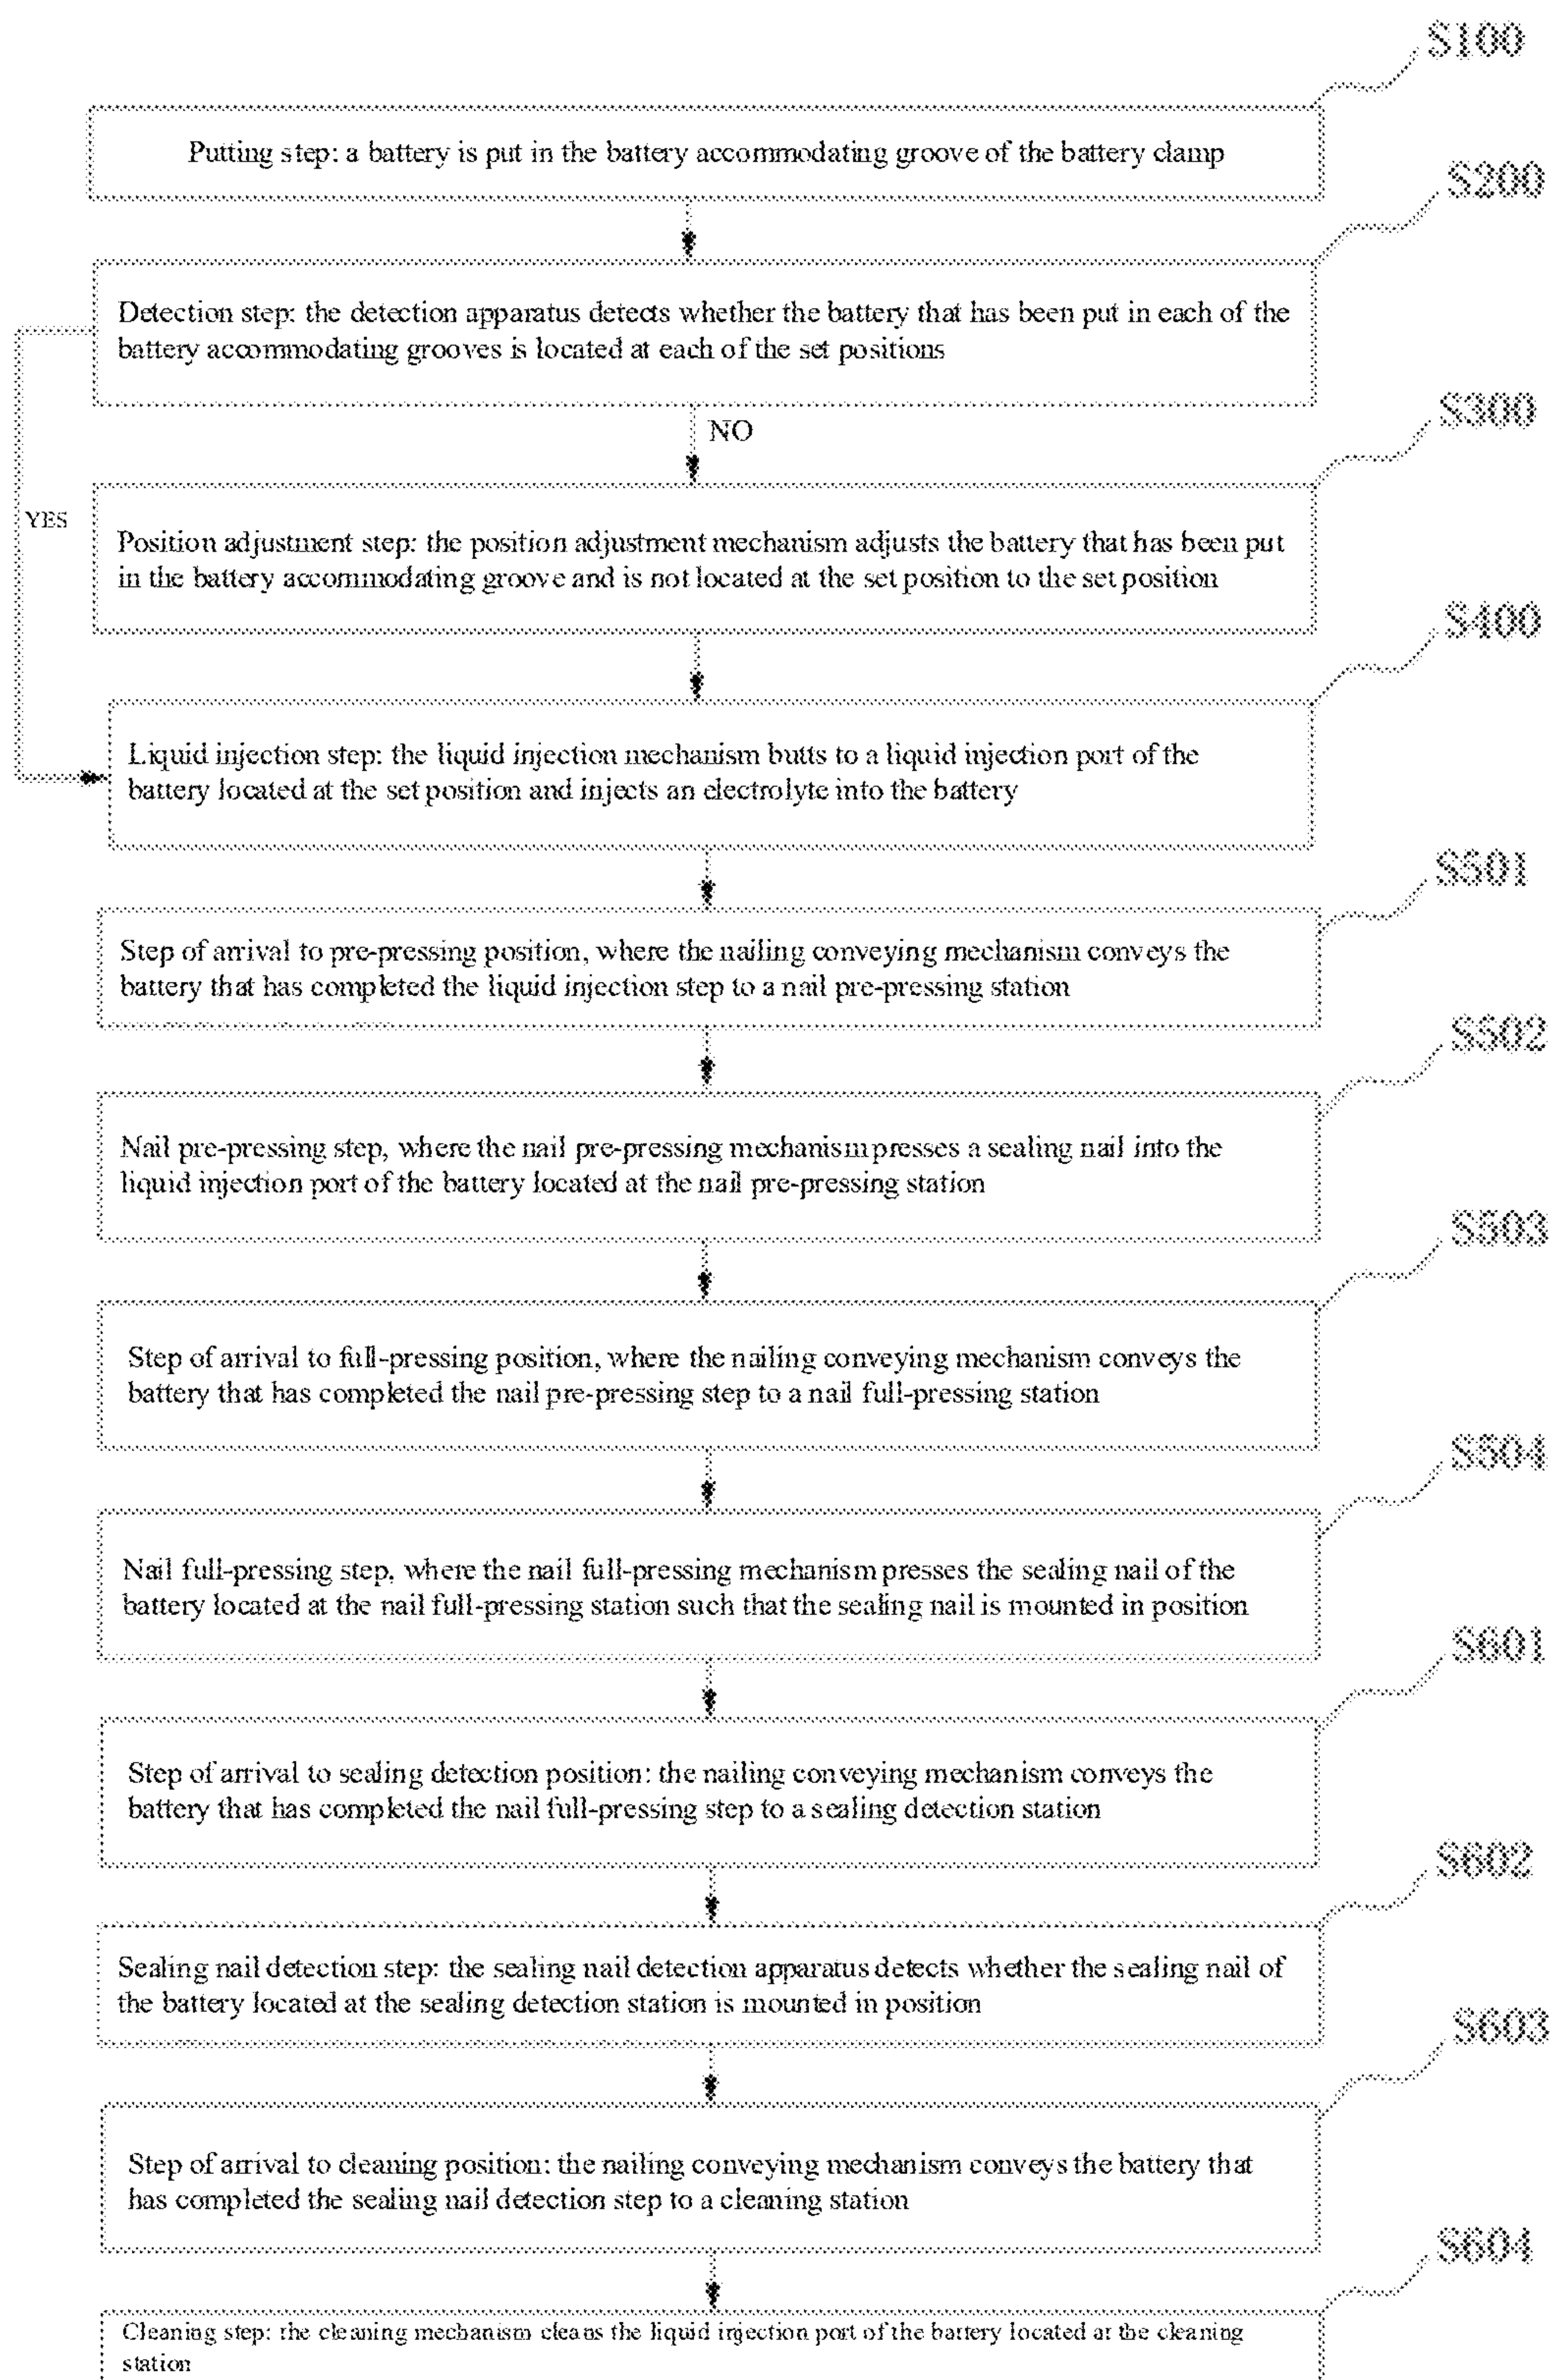 S100
Putting step: a battery is put in the battery accommodating groove of the battery clamp
S200
Detection step: the detection apparatus detects whether the battery that has been put in each of the
battery accommodating grooves is located at each of the set positions
NO
S300
YES
Position adjustment step: the position adjustment mechanism adjusts the battery that has been put
in the battery accommodating groove and is not located at the set position to the set position
S400
Liquid injection step: the liquid injection mechanism butts to a liquid injection port of the
battery located at the set position and injects an electrolyte into the battery
S501
Step of arrival to pre-pressing position, where the nailing conveying mechanism conveys the
battery that has completed the liquid injection step to a nail pre-pressing station
S502
Nail pre-pressing step, where the nail pre-pressing mechanism presses a sealing nail into the
liquid injection port of the battery located at the nail pre-pressing station
S503
Step of arrival to full-pressing position, where the nailing conveying mechanism conveys the
battery that has completed the nail pre-pressing step to a nail full-pressing station
S504
Nail full-pressing step, where the nail full-pressing mechanism presses the sealing nail of the
battery located at the nail full-pressing station such that the sealing nail is mounted in position
S601
Step of arrival to sealing detection position: the nailing conveying mechanism conveys the
battery that has completed the nail full-pressing step to a sealing detection station
S602
Sealing nail detection step: the sealing nail detection apparatus detects whether the sealing nail of
the battery located at the sealing detection station is mounted in position
S603
Step of arrival to cleaning position: the nailing conveying mechanism conveys the battery that
has completed the sealing nail detection step to a cleaning station
S604
Cleaning step: the cleaning mechanism cleans the liquid injection port of the battery located at the cleaning
station